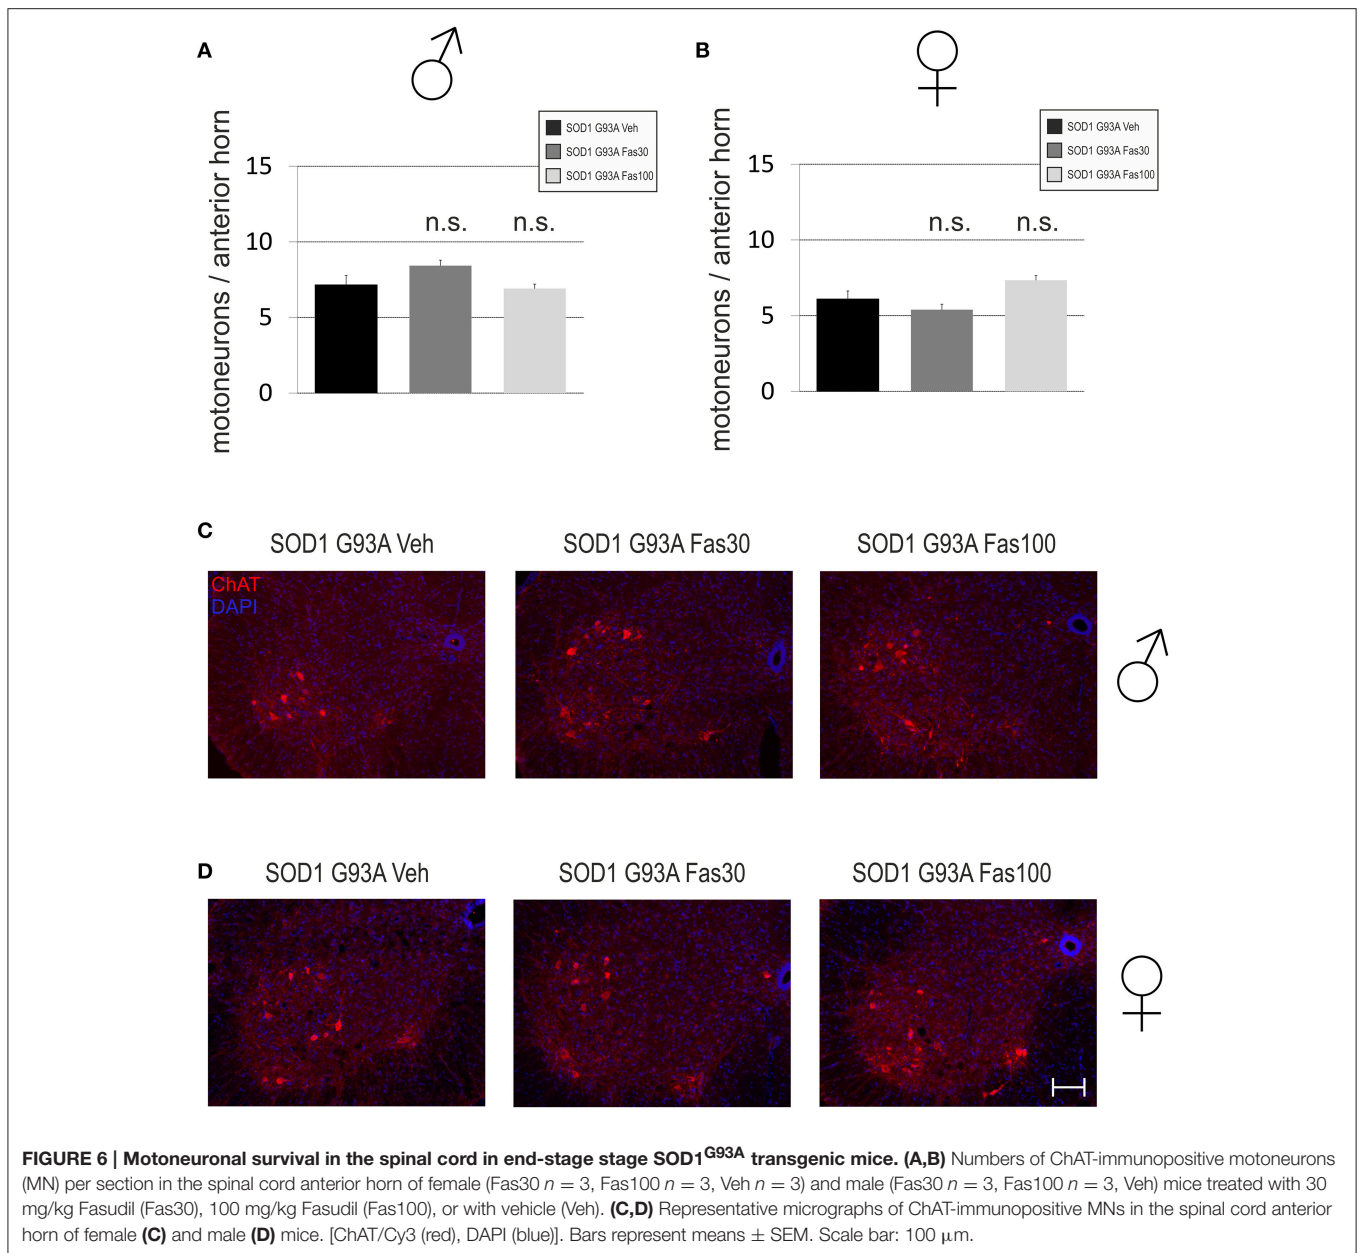 A
B
SOD1 G93A Veh
SOD1 G93A Fas30
SOD1 G93A Fas100
motoneurons / anterior horn
15
10
5
0
n.s.
n.s.
SOD1 G93A Veh
SOD1 G93A Fas30
SOD1 G93A Fas100
motoneurons / anterior horn
15
10
5
0
n.s.
n.s.
C
SOD1 G93A Veh
SOD1 G93A Fas30
SOD1 G93A Fas100
ChAT
DAPI
D
SOD1 G93A Veh
SOD1 G93A Fas30
SOD1 G93A Fas100
FIGURE 6 | Motoneuronal survival in the spinal cord in end-stage stage SOD1G93A transgenic mice. (A,B) Numbers of ChAT-immunopositive motoneurons
(MN) per section in the spinal cord anterior horn of female (Fas30 n = 3, Fas100 n = 3, Veh n = 3) and male (Fas30 n = 3, Fas100 n = 3, Veh) mice treated with 30
mg/kg Fasudil (Fas30), 100 mg/kg Fasudil (Fas100), or with vehicle (Veh). (C,D) Representative micrographs of ChAT-immunopositive MNs in the spinal cord anterior
horn of female (C) and male (D) mice. [ChAT/Cy3 (red), DAPI (blue)]. Bars represent means ± SEM. Scale bar: 100 μm.